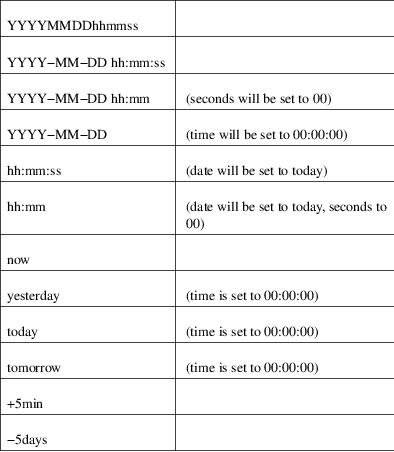 YYYYMMDDhhmmss
YYYY−MM−DD hh:mm:ss
YYYY−MM−DD hh:mm (seconds will be set to 00)
YYYY−MM−DD (time will be set to 00:00:00)
hh:mm:ss (date will be set to today)
hh:mm (date will be set to today, seconds to
00)
now
yesterday (time is set to 00:00:00)
today (time is set to 00:00:00)
tomorrow (time is set to 00:00:00)
+5min
−5days